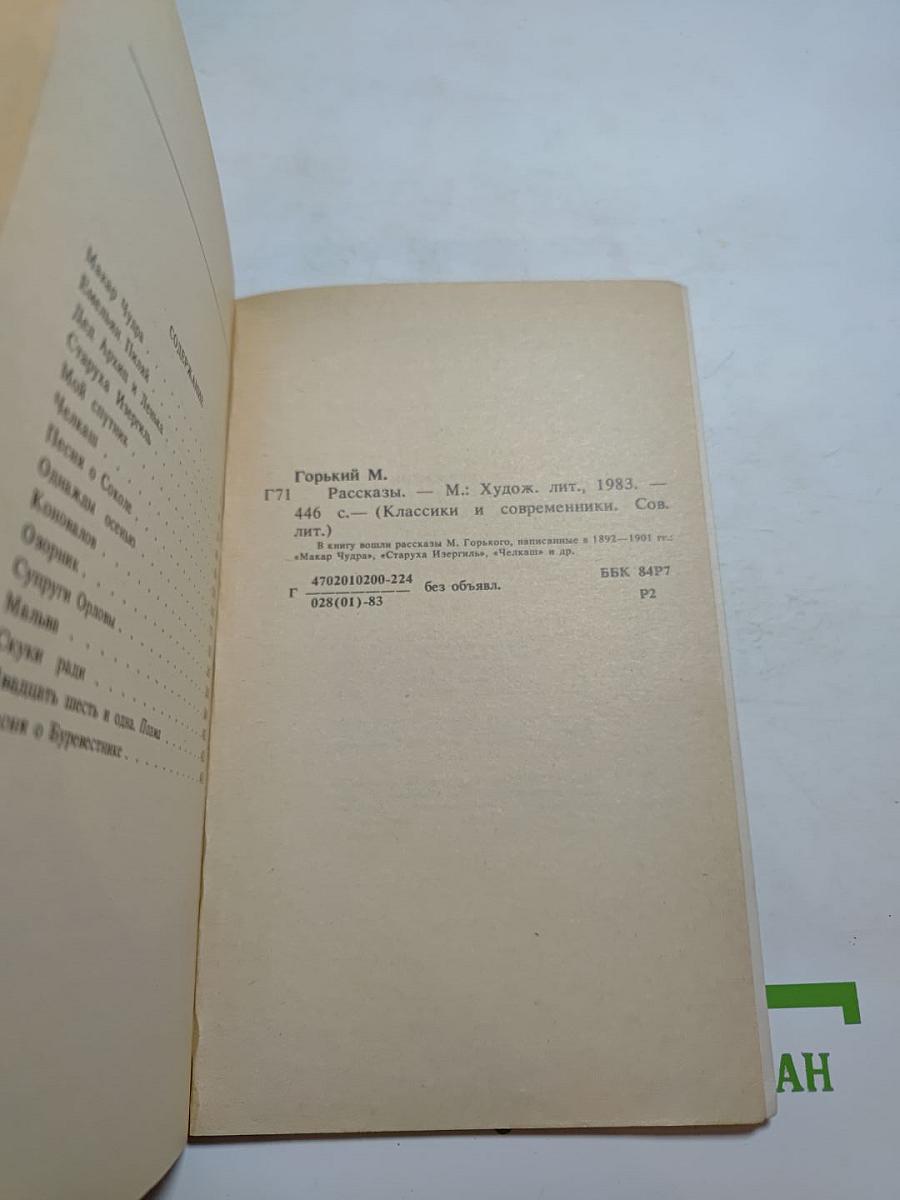 СОДЕРЖАНИЕ
Макар Чудра
Емельян Пиляй
Дед Архип и Ленька
Старуха Изергиль
Мой спутник
Челкаш
Песня о Соколе
Однажды осенью
Коновалов
Озорник
Супруги Орловы
Мальва
Скуки ради
Двадцать шесть и одна. Поэма
есня о Буревестнике
Горький М.
Г71 Рассказы. — М.: Худож. лит., 1983. —
446 с.— (Классики и современники. Сов.
лит.)
В книгу вошли рассказы М. Горького, написанные в 1892—1901 гг.:
«Макар Чудра», «Старуха Изергиль», «Челкаш» и др.
Г 4702010200-224 без объявл. ББК 84Р7
028(01)-83 Р2
АН